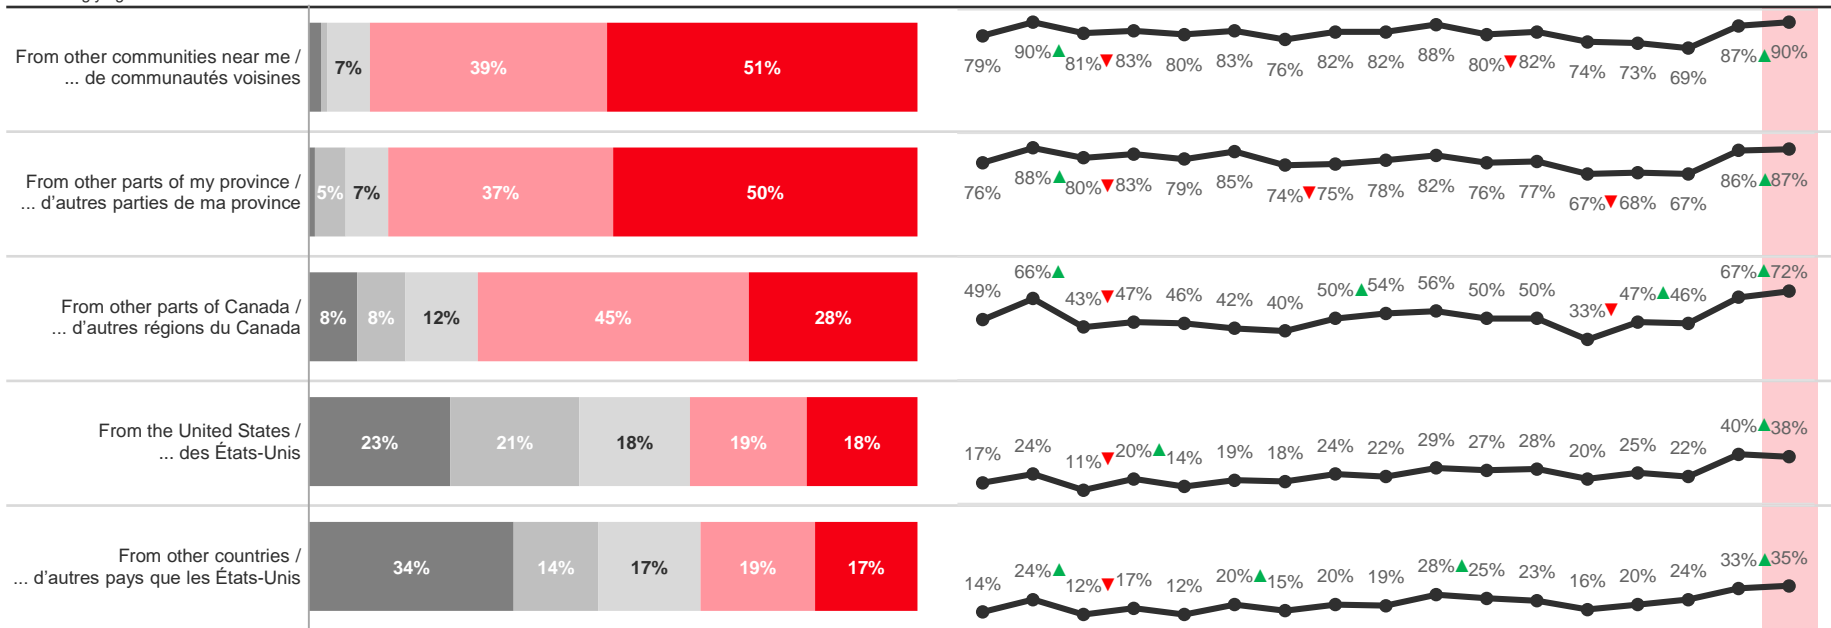 From other communities near me /
... de communautés voisines
7% 39% 51%
79% 90%▲ 81%▼ 83% 80% 83% 76% 82% 82% 88% 80%▼ 82% 74% 73% 69% 87% ▲90%
From other parts of my province /
... d'autres parties de ma province
5% 7% 37% 50%
76% 88%▲ 80%▼ 83% 79% 85% 74%▼ 75% 78% 82% 76% 77% 67%▼ 68% 67% 86% ▲87%
From other parts of Canada /
... d'autres régions du Canada
8% 8% 12% 45% 28%
49% 66%▲ 43%▼ 47% 46% 42% 40% 50%▲ 54% 56% 50% 50% 33%▼ 47%▲ 46% 67% ▲72%
From the United States /
... des États-Unis
23% 21% 18% 19% 18%
17% 24% 11%▼ 20%▲ 14% 19% 18% 24% 22% 29% 27% 28% 20% 25% 22% 40% ▲38%
From other countries /
... d'autres pays que les États-Unis
34% 14% 17% 19% 17%
14% 24%▲ 12%▼ 17% 12% 20%▲ 15% 20% 19% 28%▲ 25% 23% 16% 20% 24% 33% ▲35%